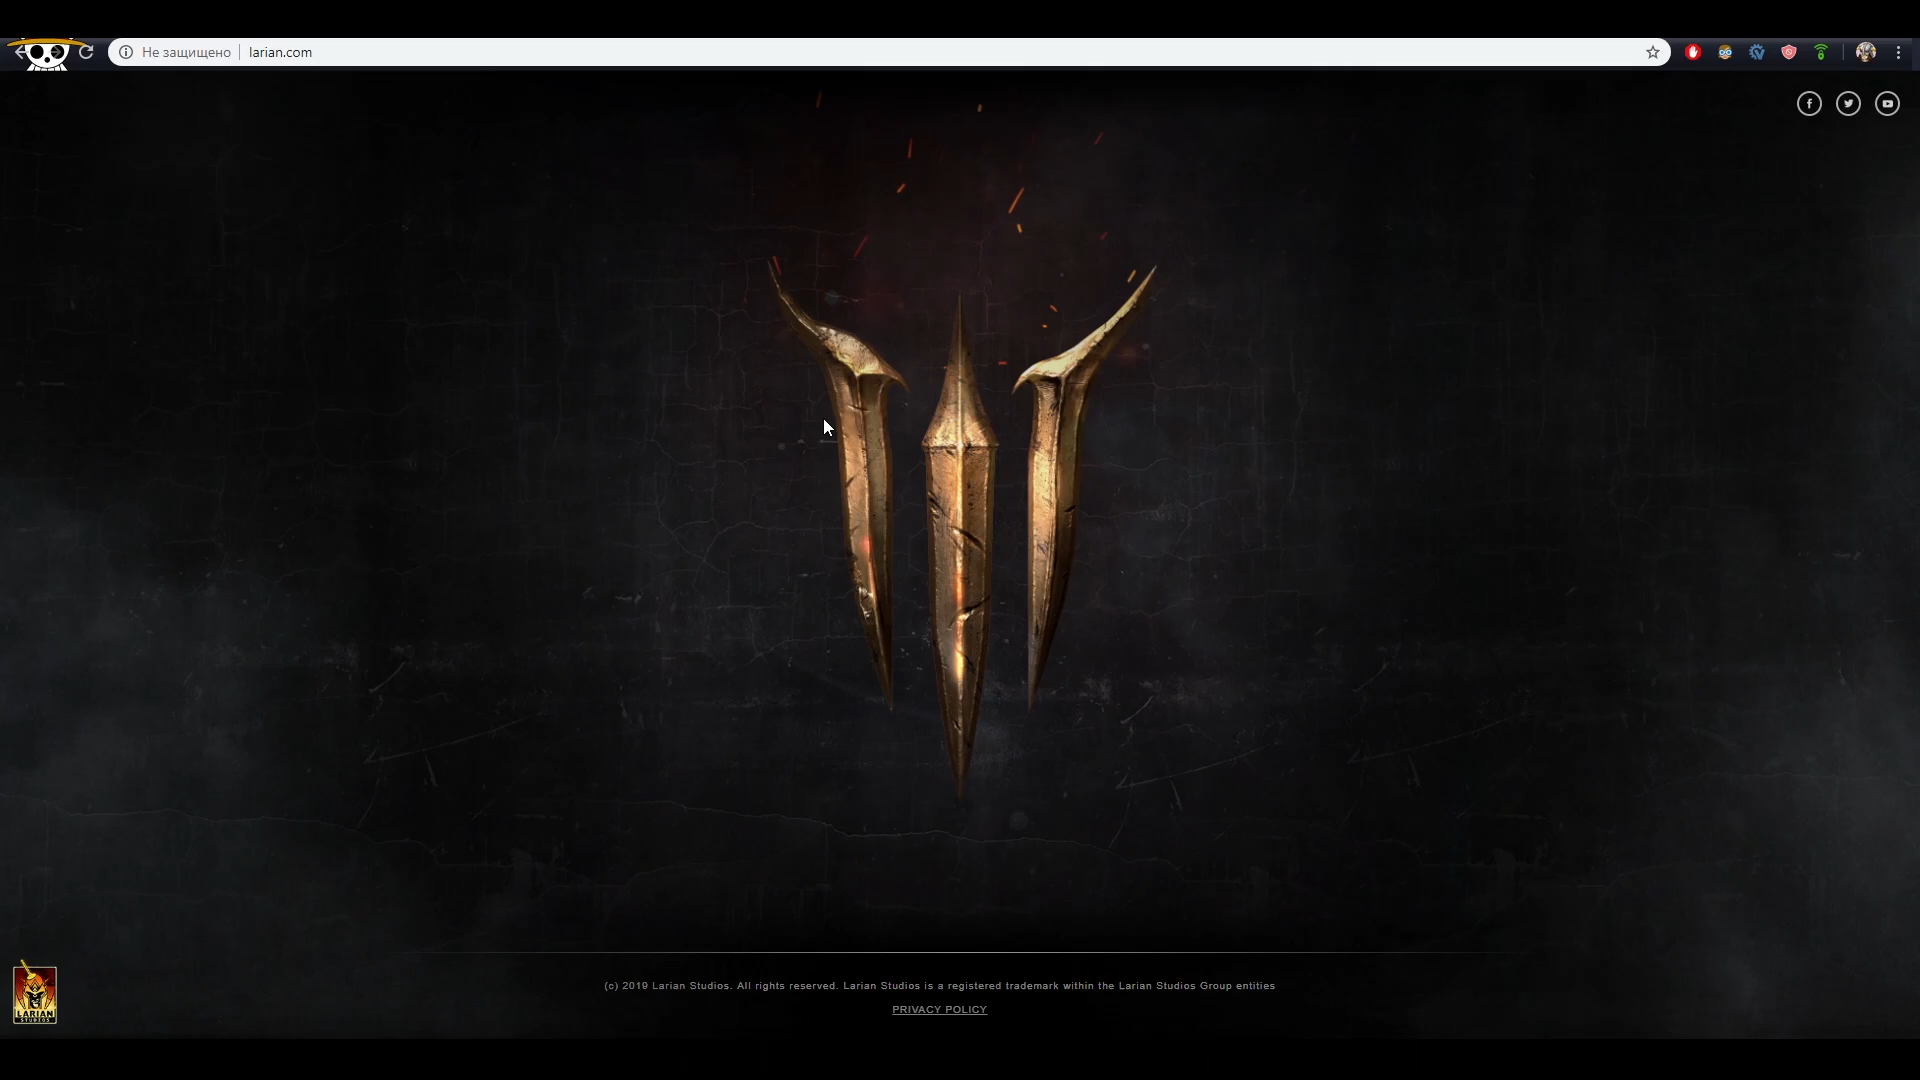 Не защищено larian.com
(c) 2019 Larian Studios. All rights reserved. Larian Studios is a registered trademark within the Larian Studios Group entities
PRIVACY POLICY
LARIAN
STUDIOS